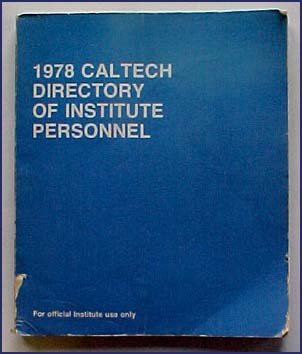 1978 CALTECH
DIRECTORY
OF INSTITUTE
PERSONNEL
For official Institute use only